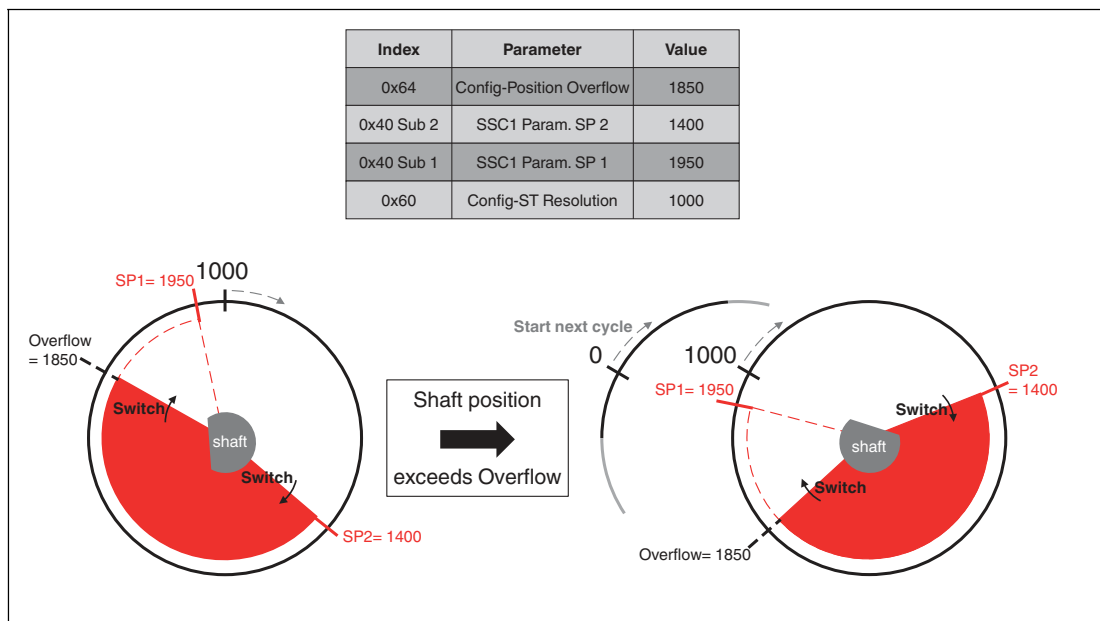 Index Parameter Value
0x64 Config-Position Overflow 1850
0x40 Sub 2 SSC1 Param. SP 2 1400
0x40 Sub 1 SSC1 Param. SP 1 1950
0x60 Config-ST Resolution 1000
1000
SP1= 1950
Overflow
= 1850
Switch
shaft
Switch
SP2= 1400
Shaft position
exceeds Overflow
Start next cycle
0
1000
SP1= 1950
SP2
= 1400
Switch
shaft
Switch
Overflow= 1850